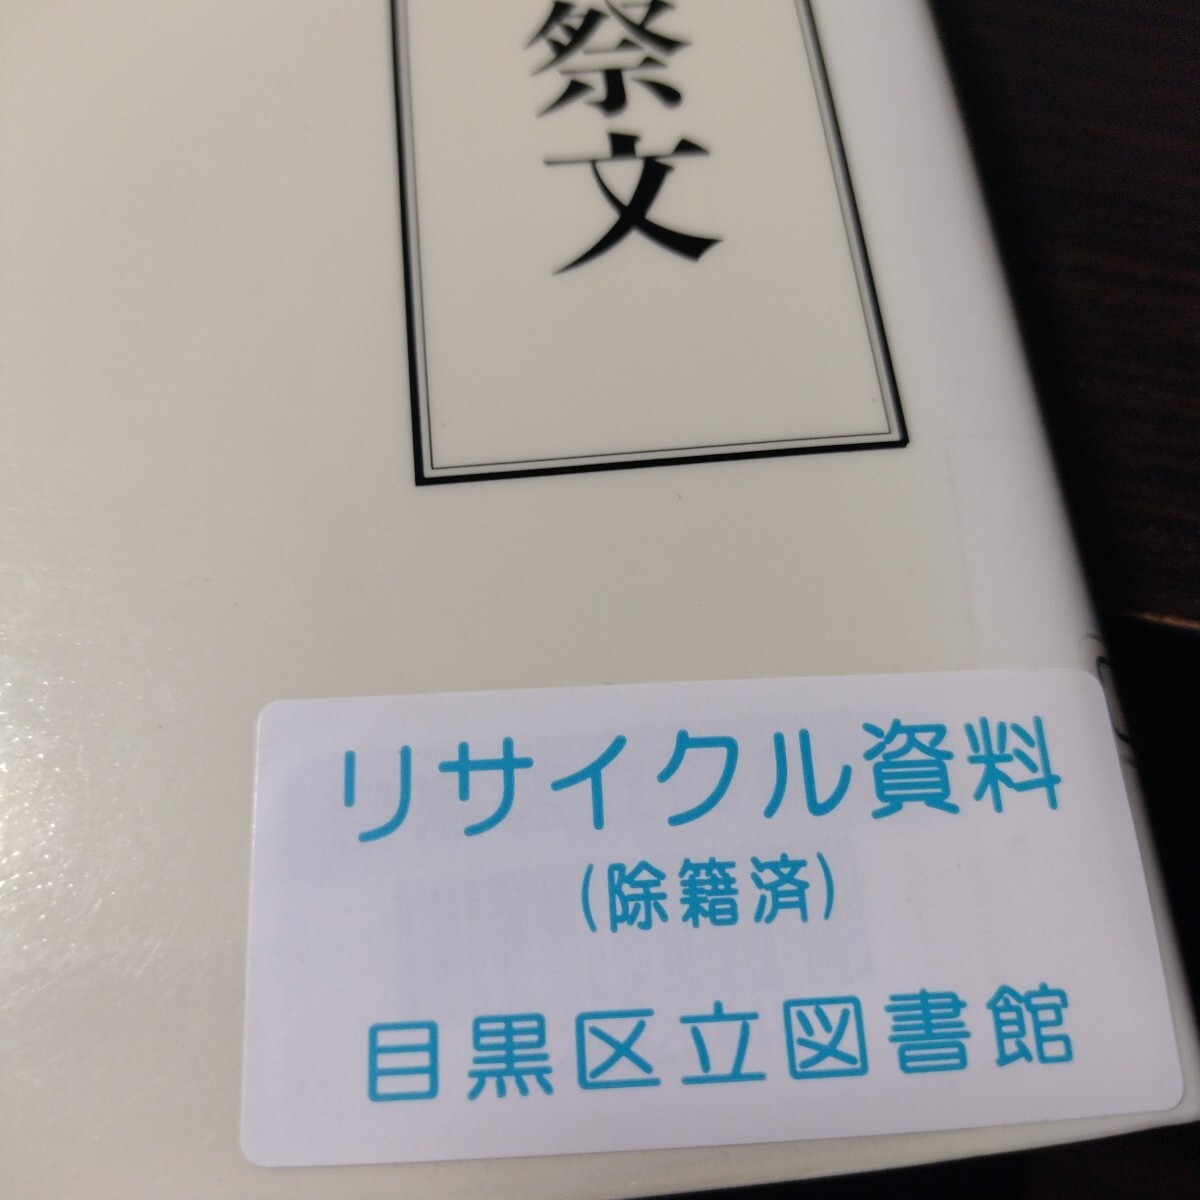 祭文
リサイクル資料
(除籍済)
目黒区立図書館